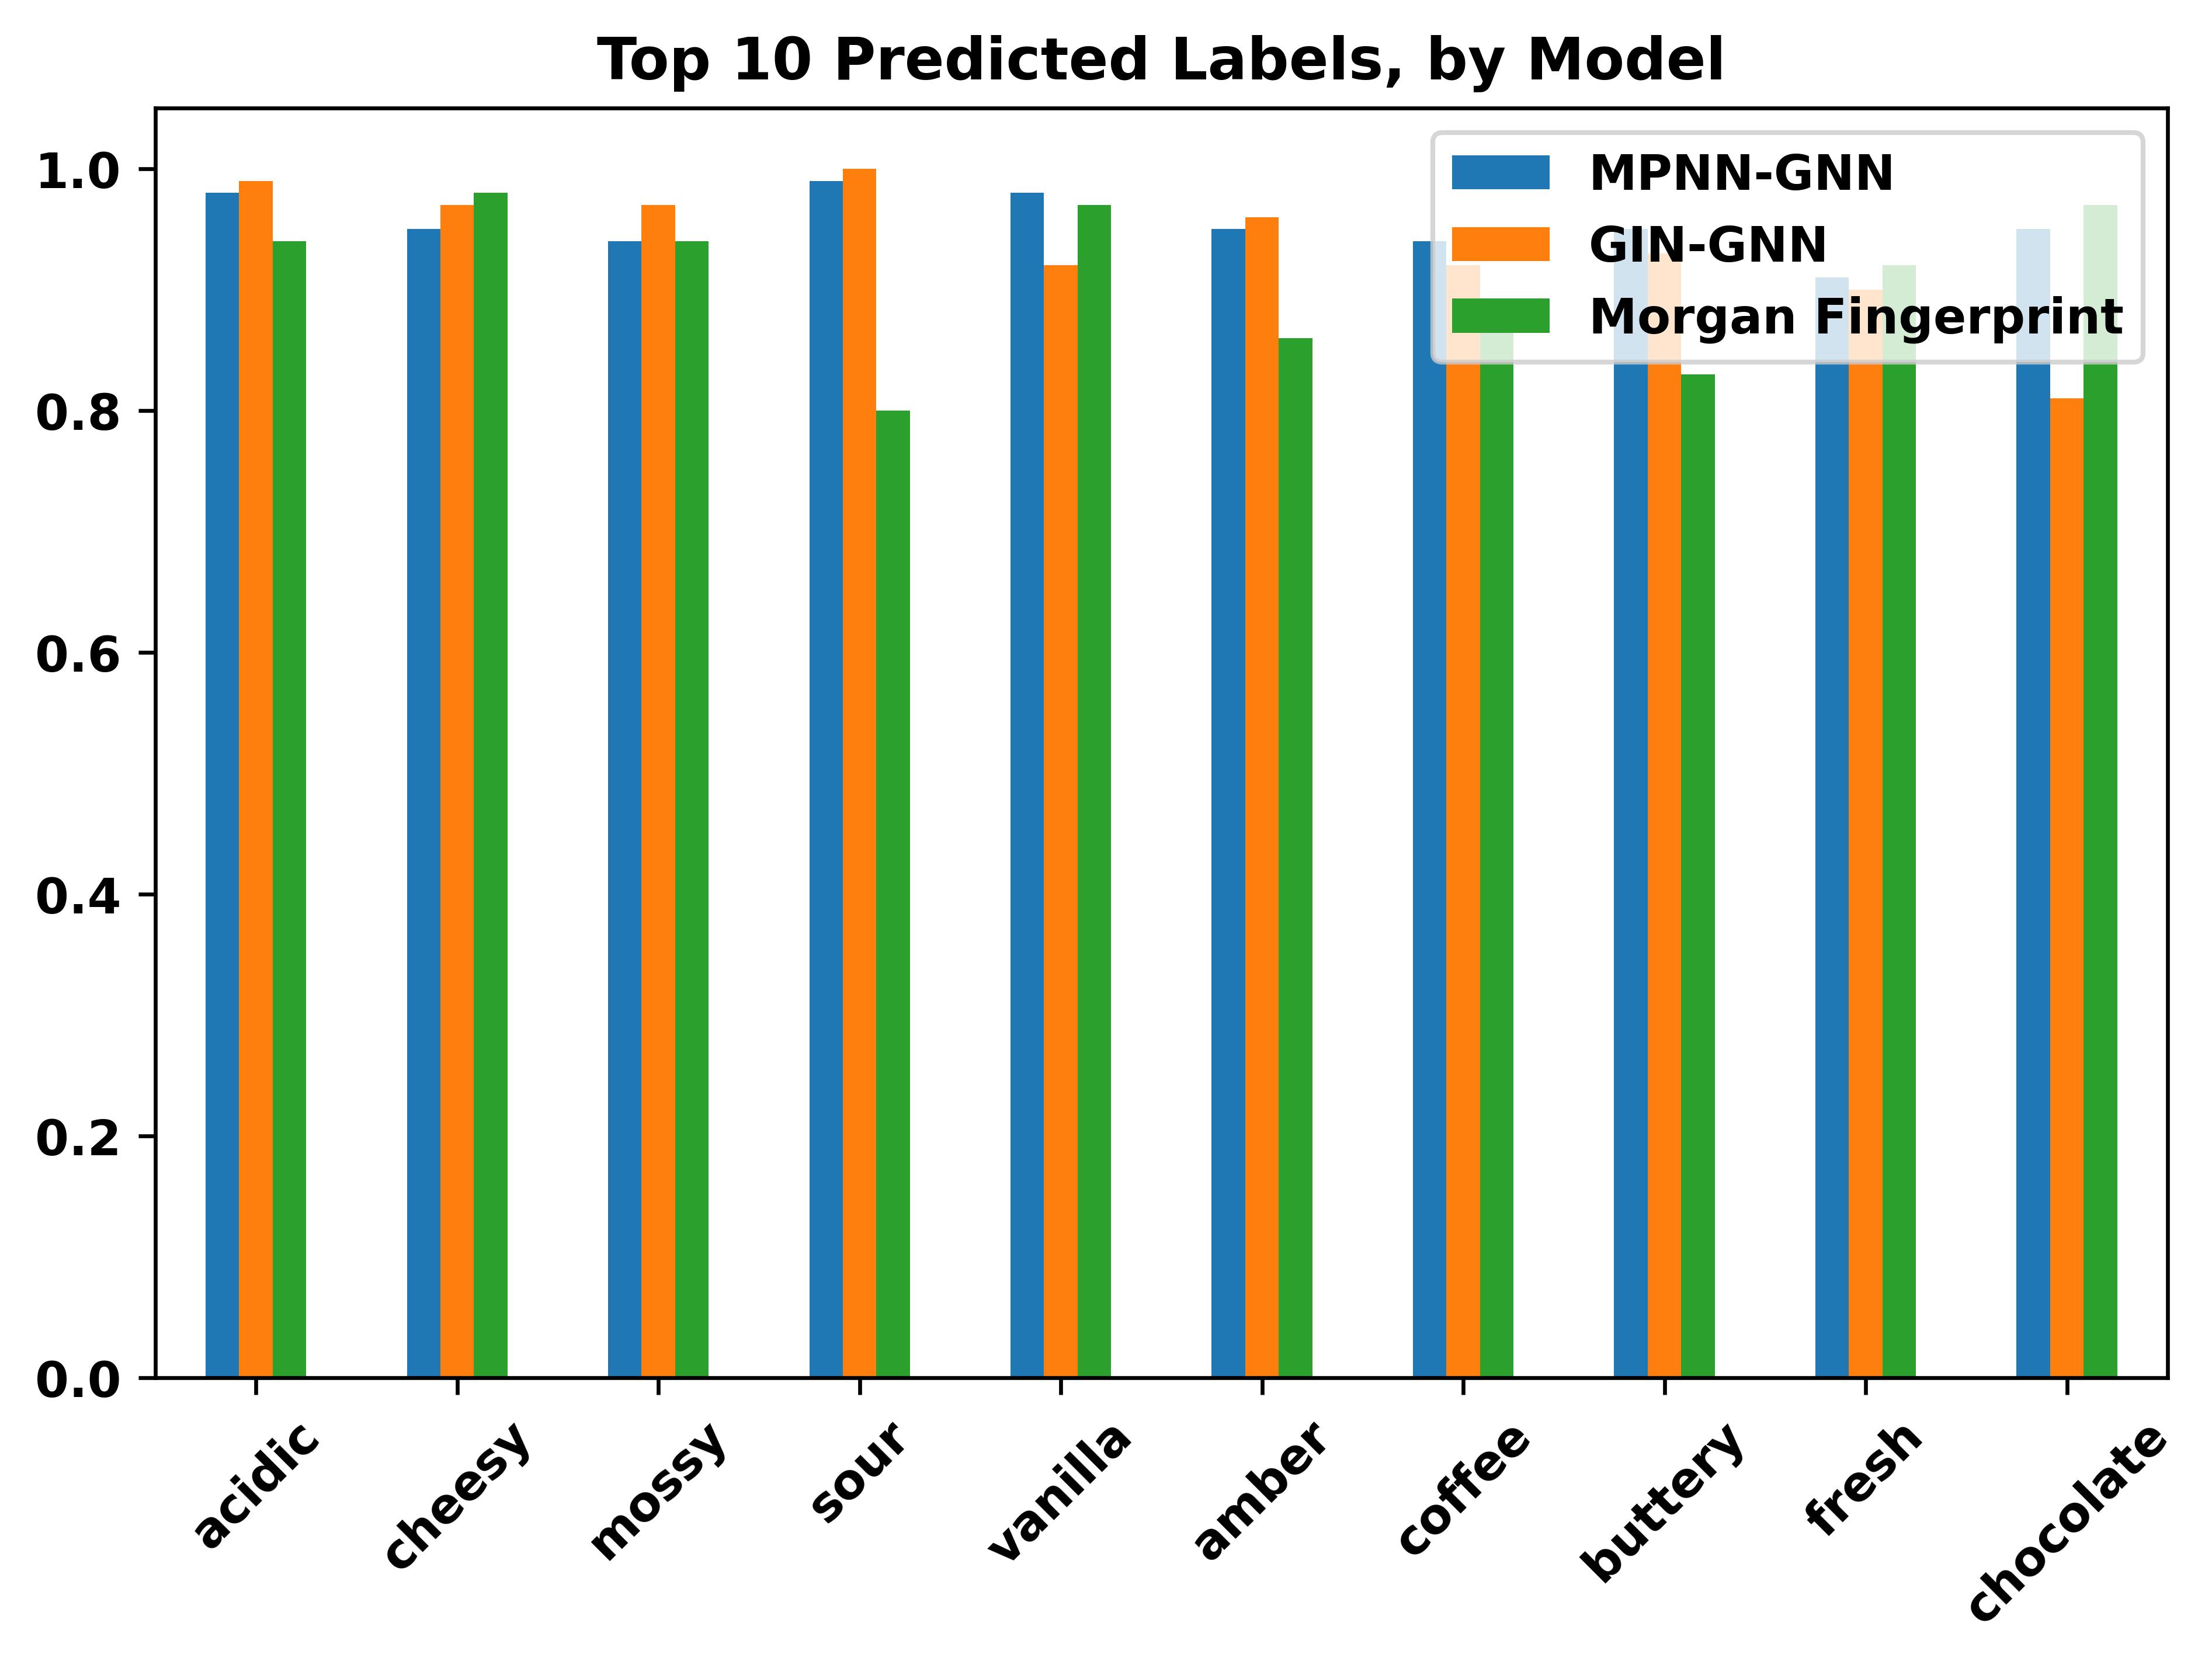 Top 10 Predicted Labels, by Model
MPNN-GNN
GIN-GNN
Morgan Fingerprint
1.0
0.8
0.6
0.4
0.2
0.0
acidic
cheesy
mossy
sour
vanilla
amber
coffee
buttery
fresh
chocolate